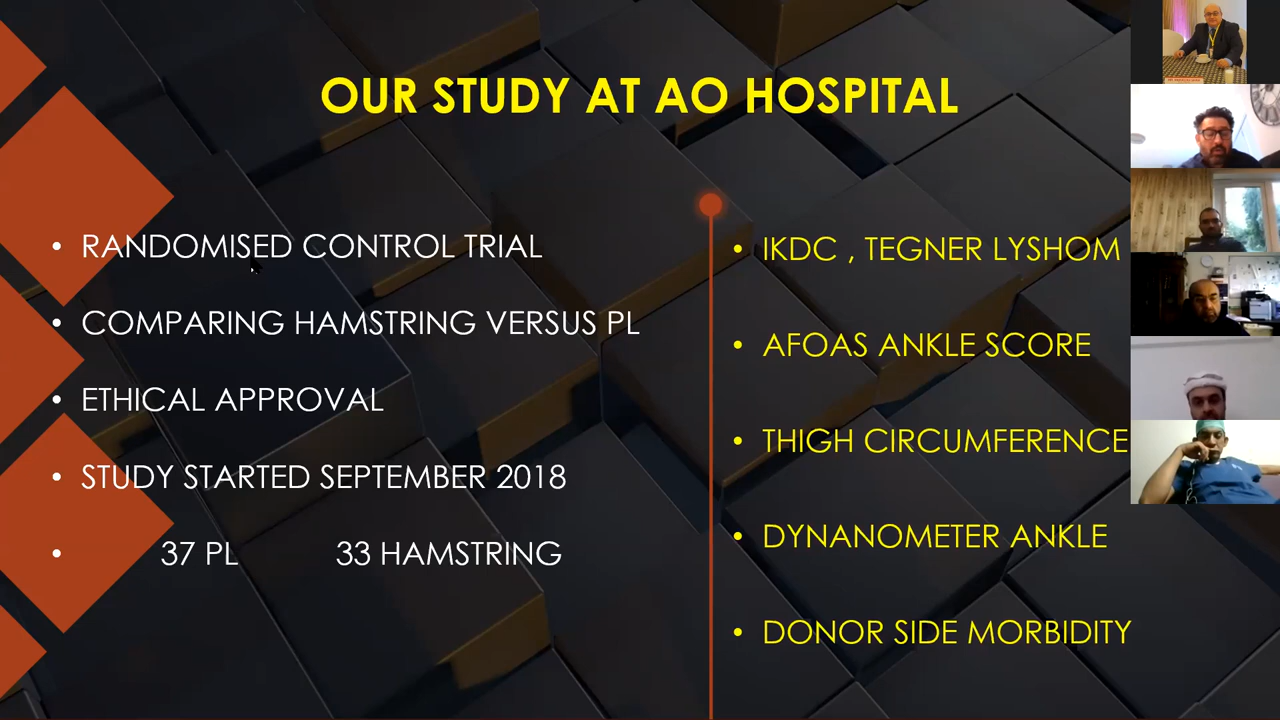 OUR STUDY AT AO HOSPITAL
• RANDOMISED CONTROL TRIAL
• COMPARING HAMSTRING VERSUS PL
• ETHICAL APPROVAL
• STUDY STARTED SEPTEMBER 2018
• 37 PL 33 HAMSTRING
• IKDC , TEGNER LYSHOM
• AFOAS ANKLE SCORE
• THIGH CIRCUMFERENCE
• DYNANOMETER ANKLE
• DONOR SIDE MORBIDITY